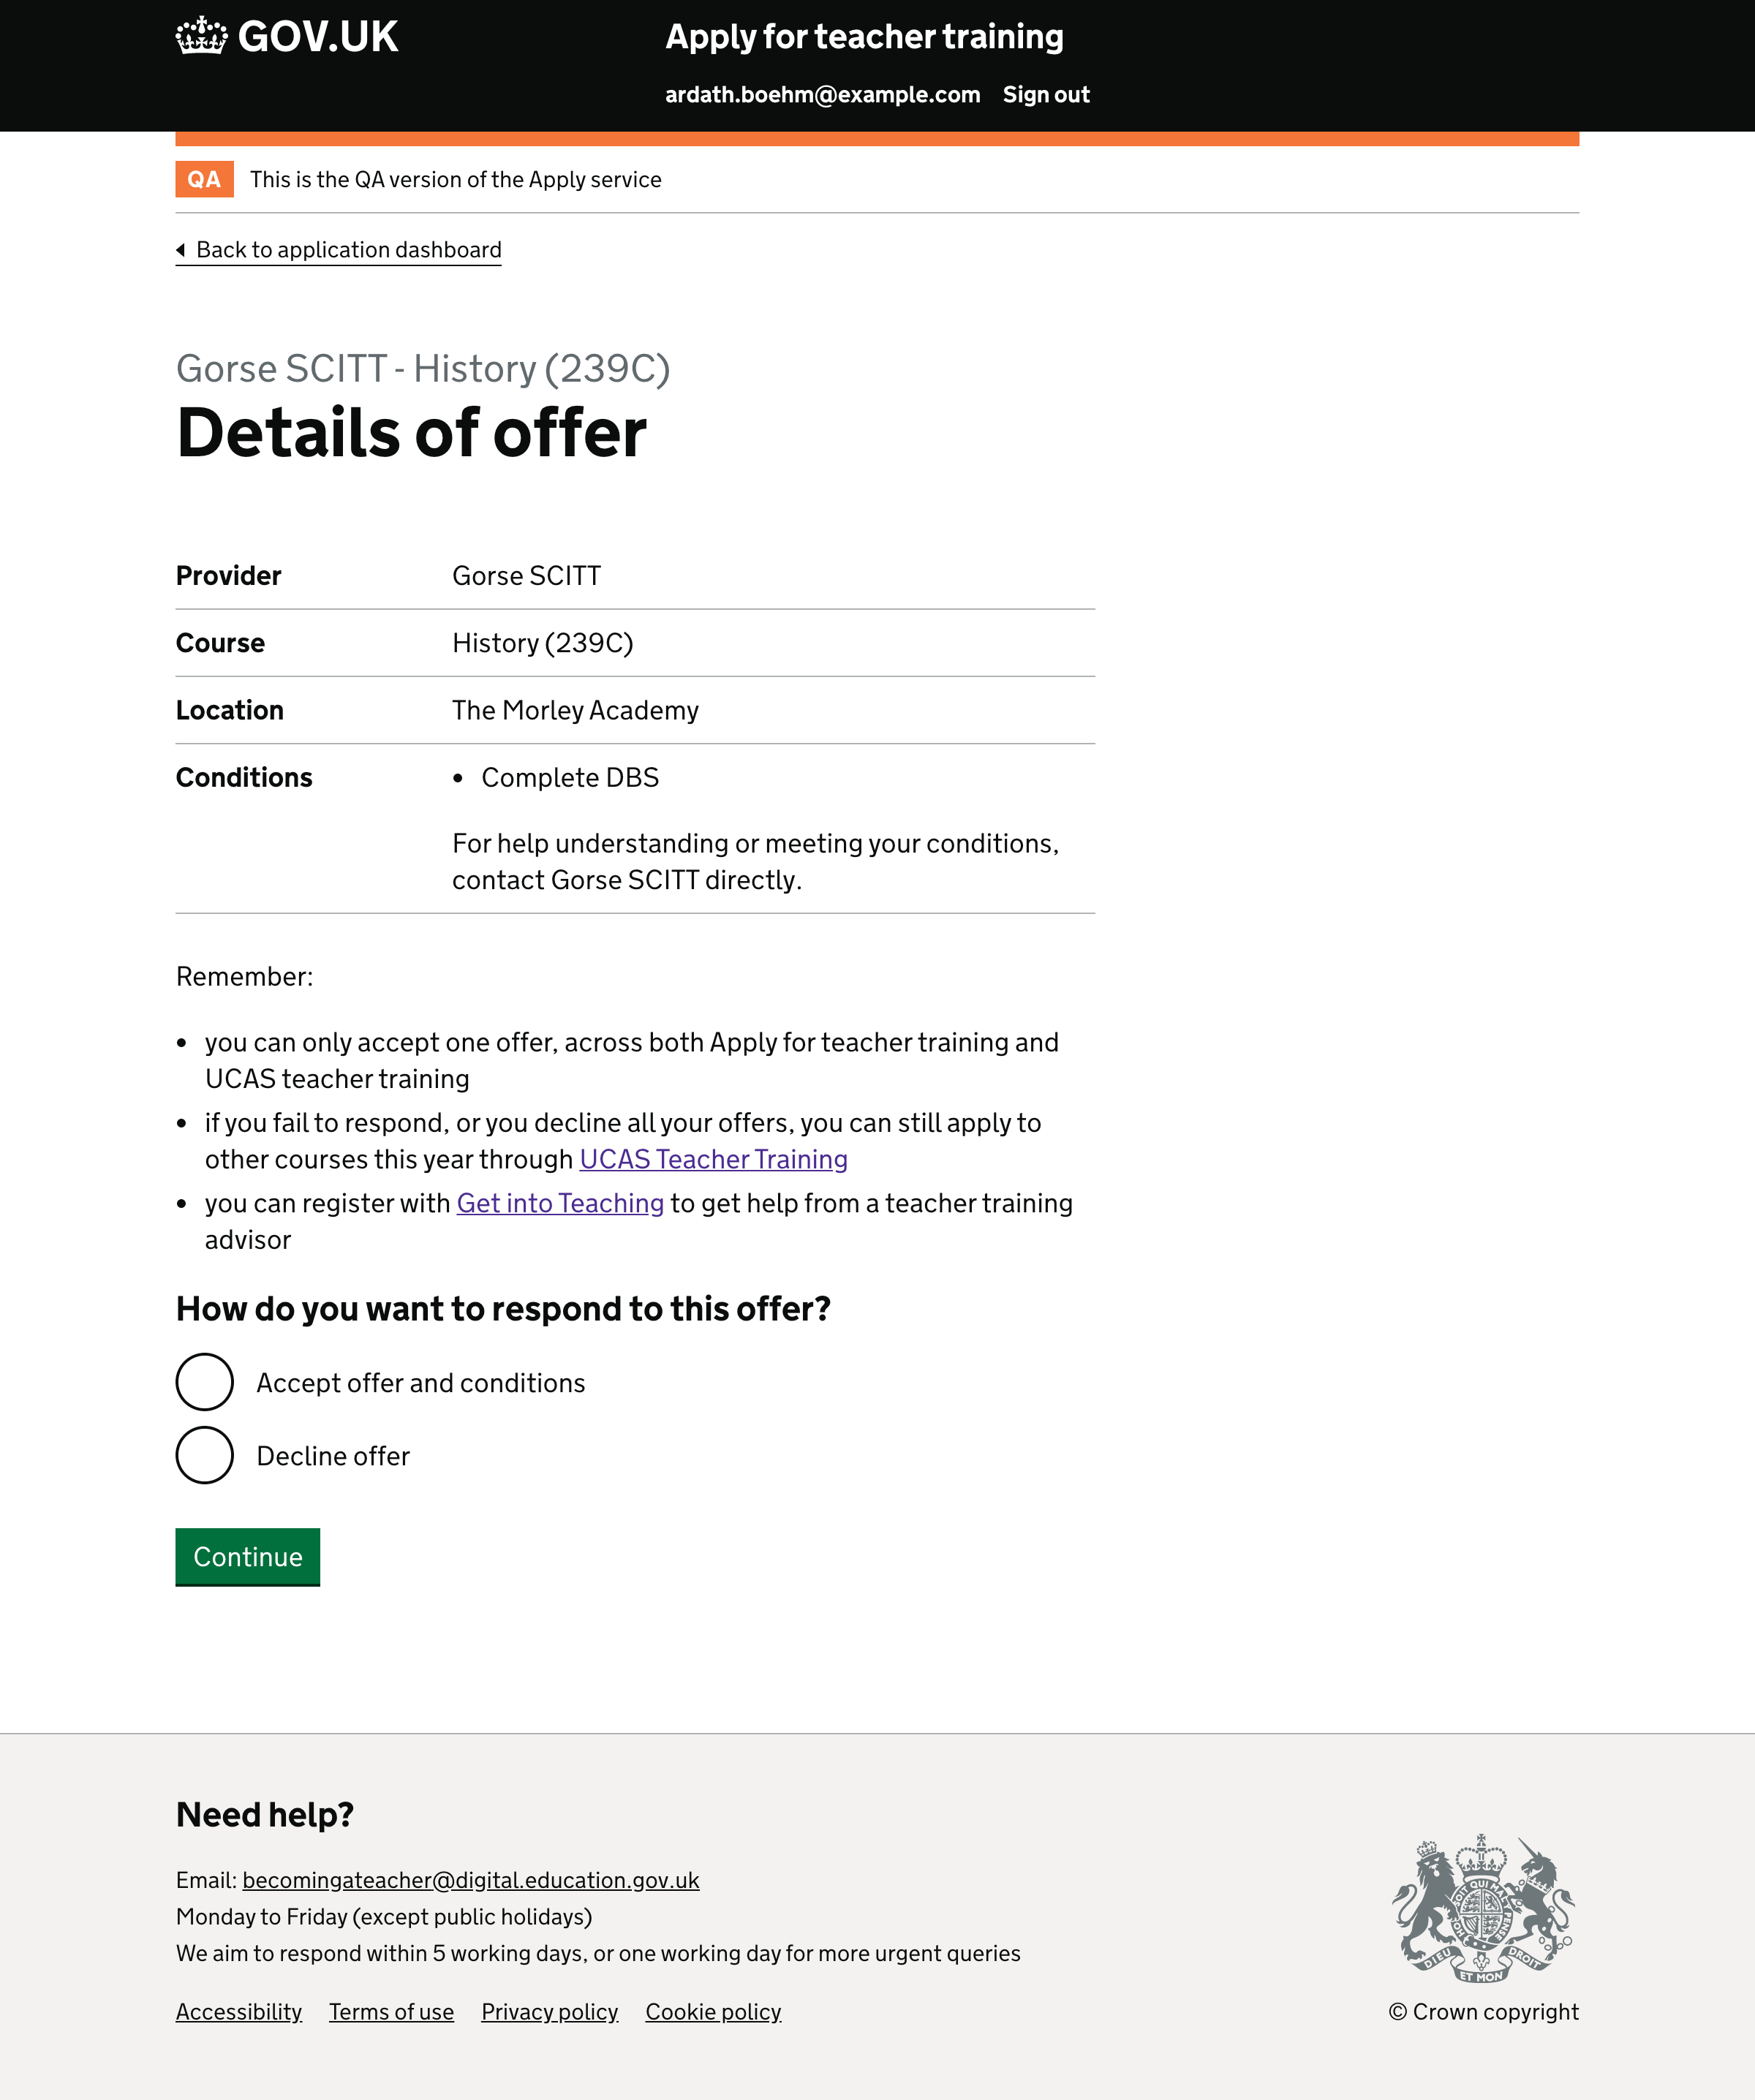 GOV.UK
Apply for teacher training
ardath.boehm@example.com Sign out
QA This is the QA version of the Apply service
Back to application dashboard
Gorse SCITT - History (239C)
Details of offer
Provider Gorse SCITT
Course History (239C)
Location The Morley Academy
Conditions • Complete DBS
For help understanding or meeting your conditions,
contact Gorse SCITT directly.
Remember:
• you can only accept one offer, across both Apply for teacher training and
UCAS teacher training
• if you fail to respond, or you decline all your offers, you can still apply to
other courses this year through UCAS Teacher Training
• you can register with Get into Teaching to get help from a teacher training
advisor
How do you want to respond to this offer?
Accept offer and conditions
Decline offer
Continue
Need help?
Email: becomingateacher@digital.education.gov.uk
Monday to Friday (except public holidays)
We aim to respond within 5 working days, or one working day for more urgent queries
Accessibility Terms of use Privacy policy Cookie policy
DIEU ET MON DROIT
© Crown copyright